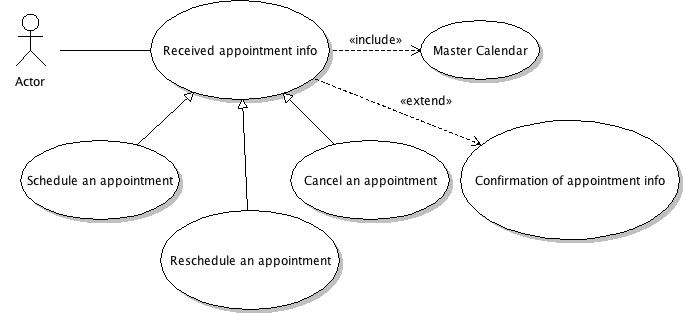 Received appointment info
«include»
Master Calendar
Actor
«extend»
Schedule an appointment
Cancel an appointment
Confirmation of appointment info
Reschedule an appointment